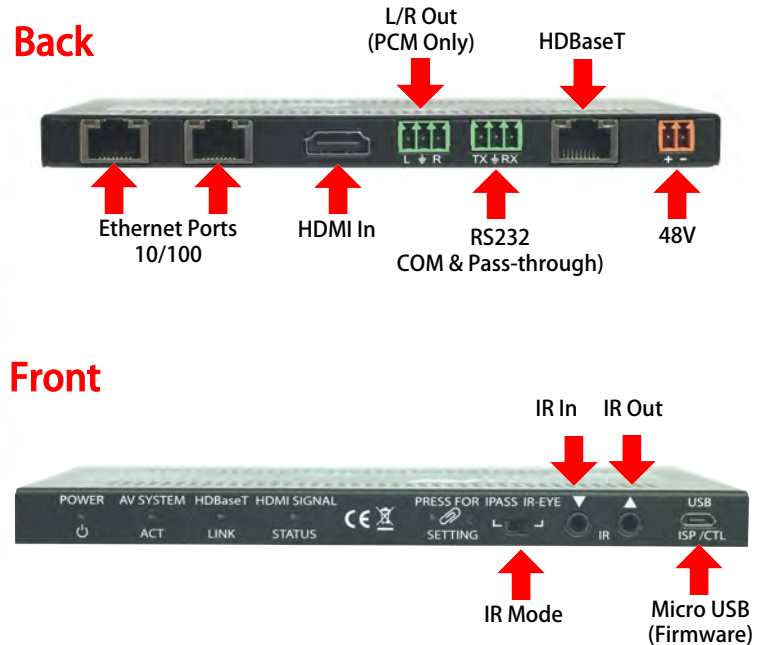 Back
L/R Out
(PCM Only)
HDBaseT
L R
TX RX
+ -
Ethernet Ports
10/100
HDMI In
RS232
COM & Pass-through)
48V
Front
IR In
IR Out
POWER AV SYSTEM HDBaseT HDMI SIGNAL
PRESS FOR IPASS IR-EYE
USB
ACT LINK STATUS
CE
SETTING
IR
ISP /CTL
IR Mode
Micro USB
(Firmware)